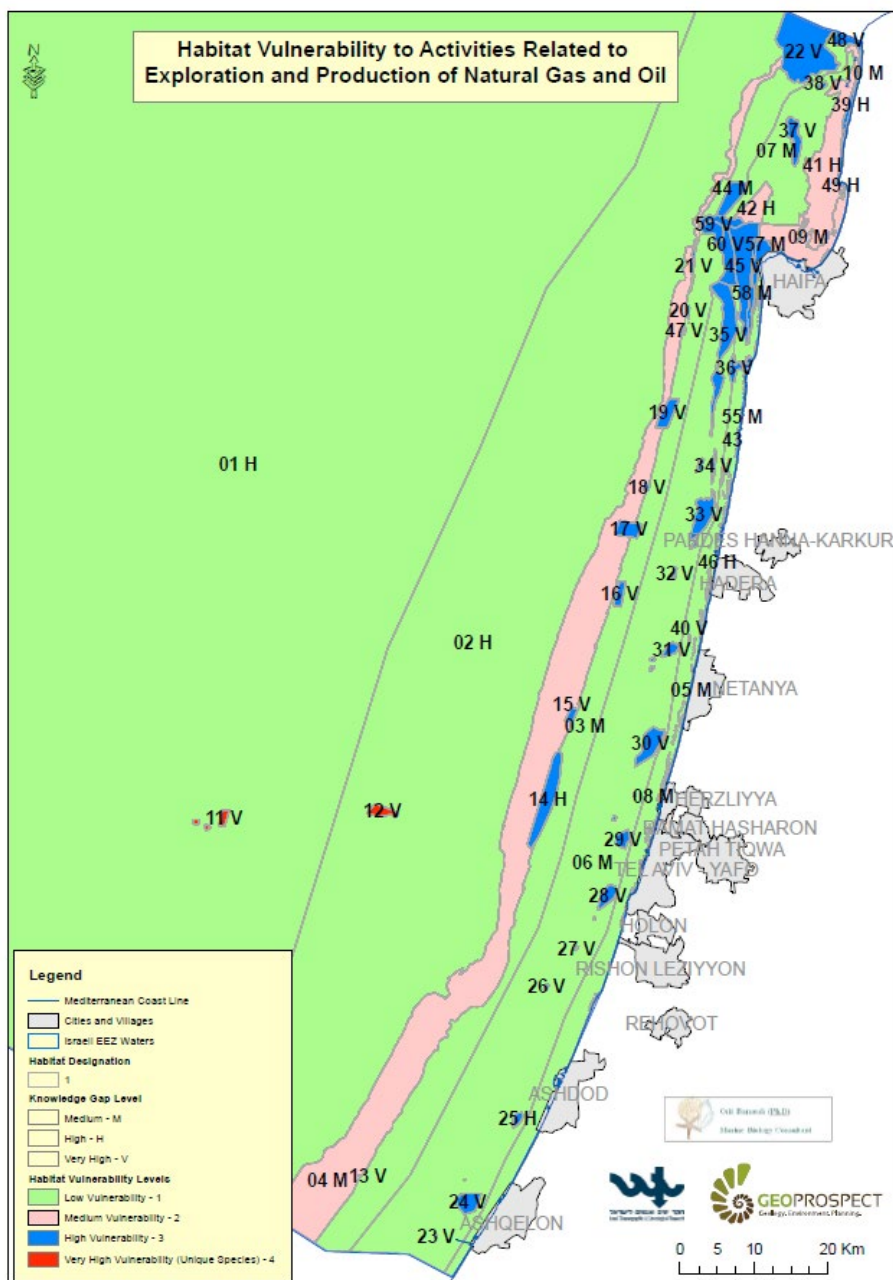 Habitat Vulnerability to Activities Related to
Exploration and Production of Natural Gas and Oil
N
22 V
48 V
10 M
38 V
39 H
37 V
07 M
41 H
49 H
44 M
42 H
59 V
09 M
60 V
57 M
21 V
45 V
HAIFA
58 M
20 V
47 V
35 V
36 V
19 V
55 M
43
01 H
34 V
18 V
33 V
17 V
PARDES HANNA-KARKUR
46 H
32 V
HADERA
16 V
40 V
02 H
31 V
05 M
NETANYA
15 V
03 M
30 V
14 H
08 M
HERZLIYYA
11 V
12 V
RAMAT HASHARON
29 V
PETAH TIQWA
06 M
TEL AVIV - YAFO
28 V
HOLON
27 V
RISHON LEZIYYON
26 V
REHOVOT
ASHDOD
25 H
04 M
13 V
24 V
23 V
ASHQELON
Legend
Mediterranean Coast Line
Cities and Villages
Israeli EEZ Waters
Habitat Designation
1
Knowledge Gap Level
Medium - M
High - H
Very High - V
Habitat Vulnerability Levels
Low Vulnerability - 1
Medium Vulnerability - 2
High Vulnerability - 3
Very High Vulnerability (Unique Species) - 4
Marine Biology Consultant
GEOPROSPECT
Geology. Environment. Planning.
0 5 10 20 Km